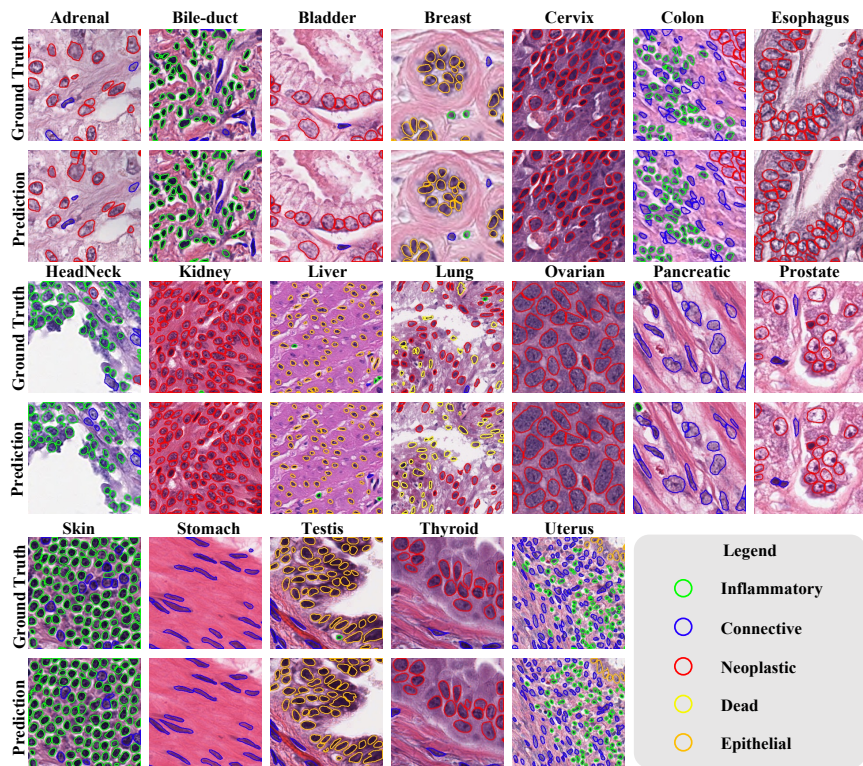 Adrenal Bile-duct Bladder Breast Cervix Colon Esophagus
Ground Truth
Prediction
HeadNeck Kidney Liver Lung Ovarian Pancreatic Prostate
Ground Truth
Prediction
Skin Stomach Testis Thyroid Uterus
Ground Truth
Prediction
Legend
Inflammatory
Connective
Neoplastic
Dead
Epithelial